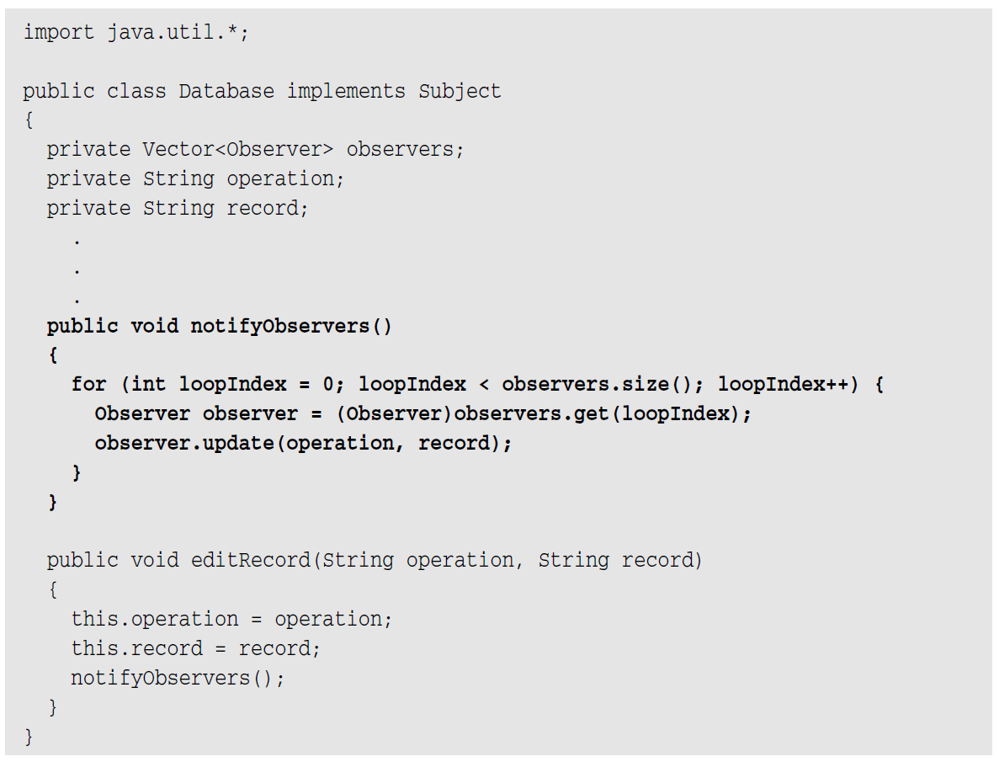 import java.util.*;
public class Database implements Subject
{
  private Vector<Observer> observers;
  private String operation;
  private String record;
    .
    .
    .
  public void notifyObservers()
  {
    for (int loopIndex = 0; loopIndex < observers.size(); loopIndex++) {
      Observer observer = (Observer)observers.get(loopIndex);
      observer.update(operation, record);
    }
  }
  public void editRecord(String operation, String record)
  {
    this.operation = operation;
    this.record = record;
    notifyObservers();
  }
}